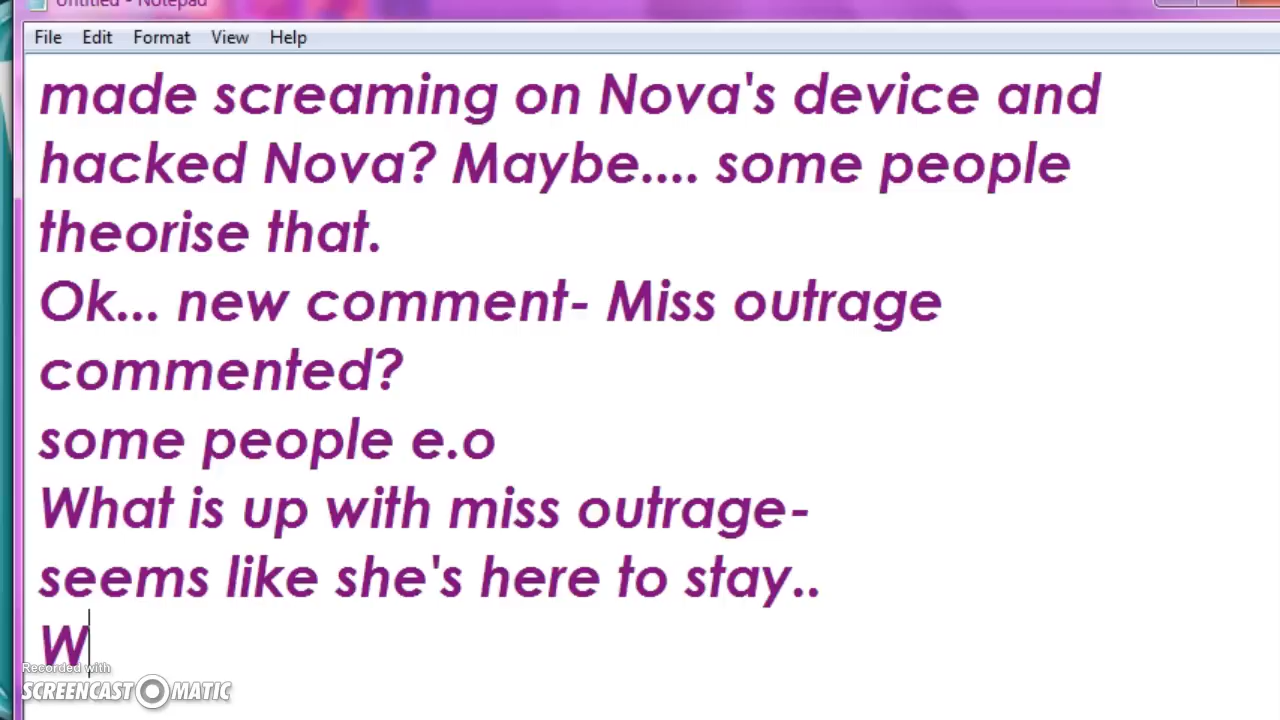 Untitled - Notepad
File Edit Format View Help
made screaming on Nova's device and
hacked Nova? Maybe.... some people
theorise that.
Ok... new comment- Miss outrage
commented?
some people e.o
What is up with miss outrage-
seems like she's here to stay..
W
Recorded with
SCREENCAST MATIC